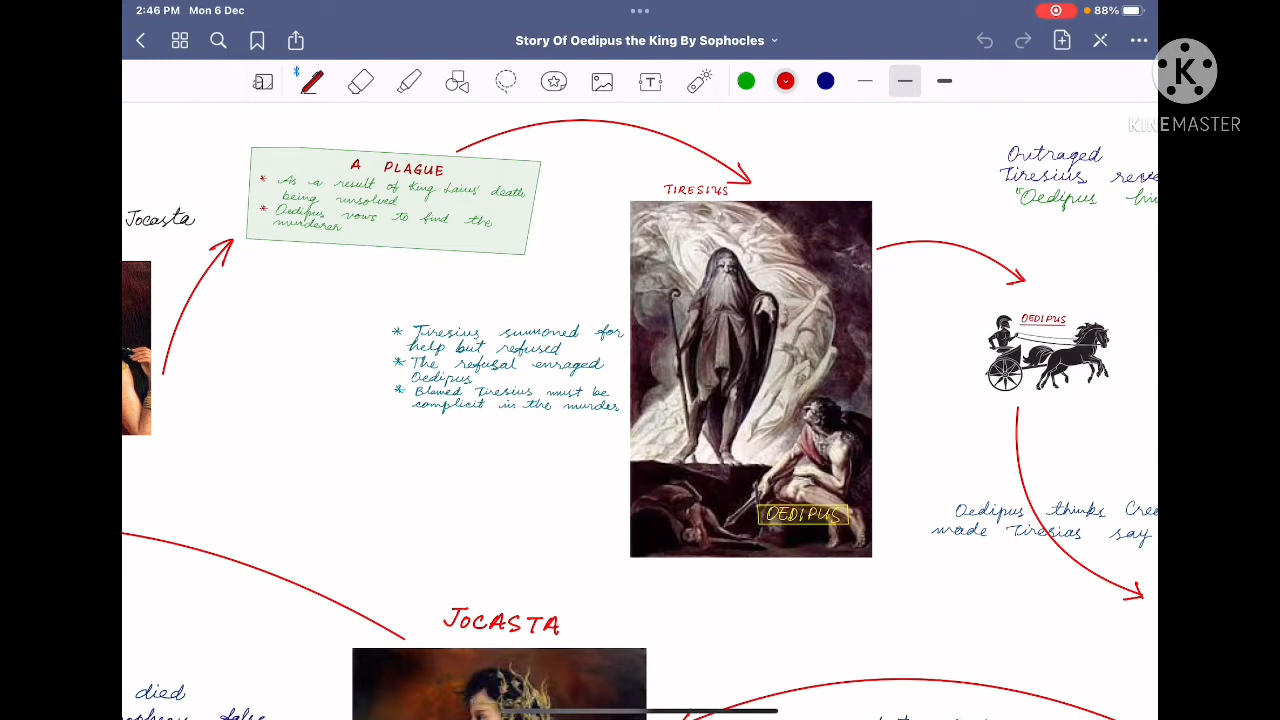 2:46 PM Mon 6 Dec
88%
Story Of Oedipus the King By Sophocles
T
K
KINEMASTER
A PLAGUE
* As a result of King Laius' death
being unsolved
* Oedipus vows to find the
murderer
Jocasta
TIRESIUS
Outraged
Tiresius
"Oedipus
OEDIPUS
* Tiresius summoned for
help but refused
* The refusal enraged
Oedipus
* Blamed Tiresius must be
complicit in the murder
OEDIPUS
Oedipus thinks
made Tiresias say
JOCASTA
died
false